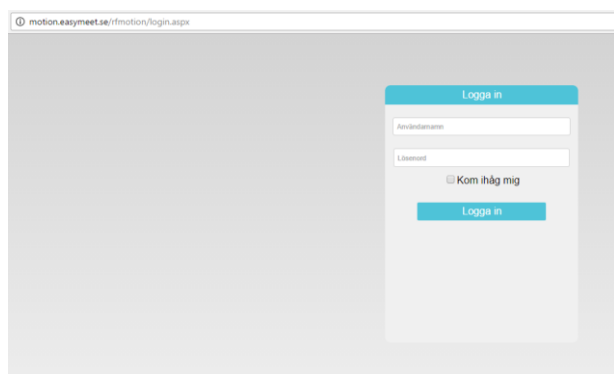 motion.easymeet.se/rfmotion/login.aspx
Logga in
Användarnamn
Lösenord
Kom ihåg mig
Logga in